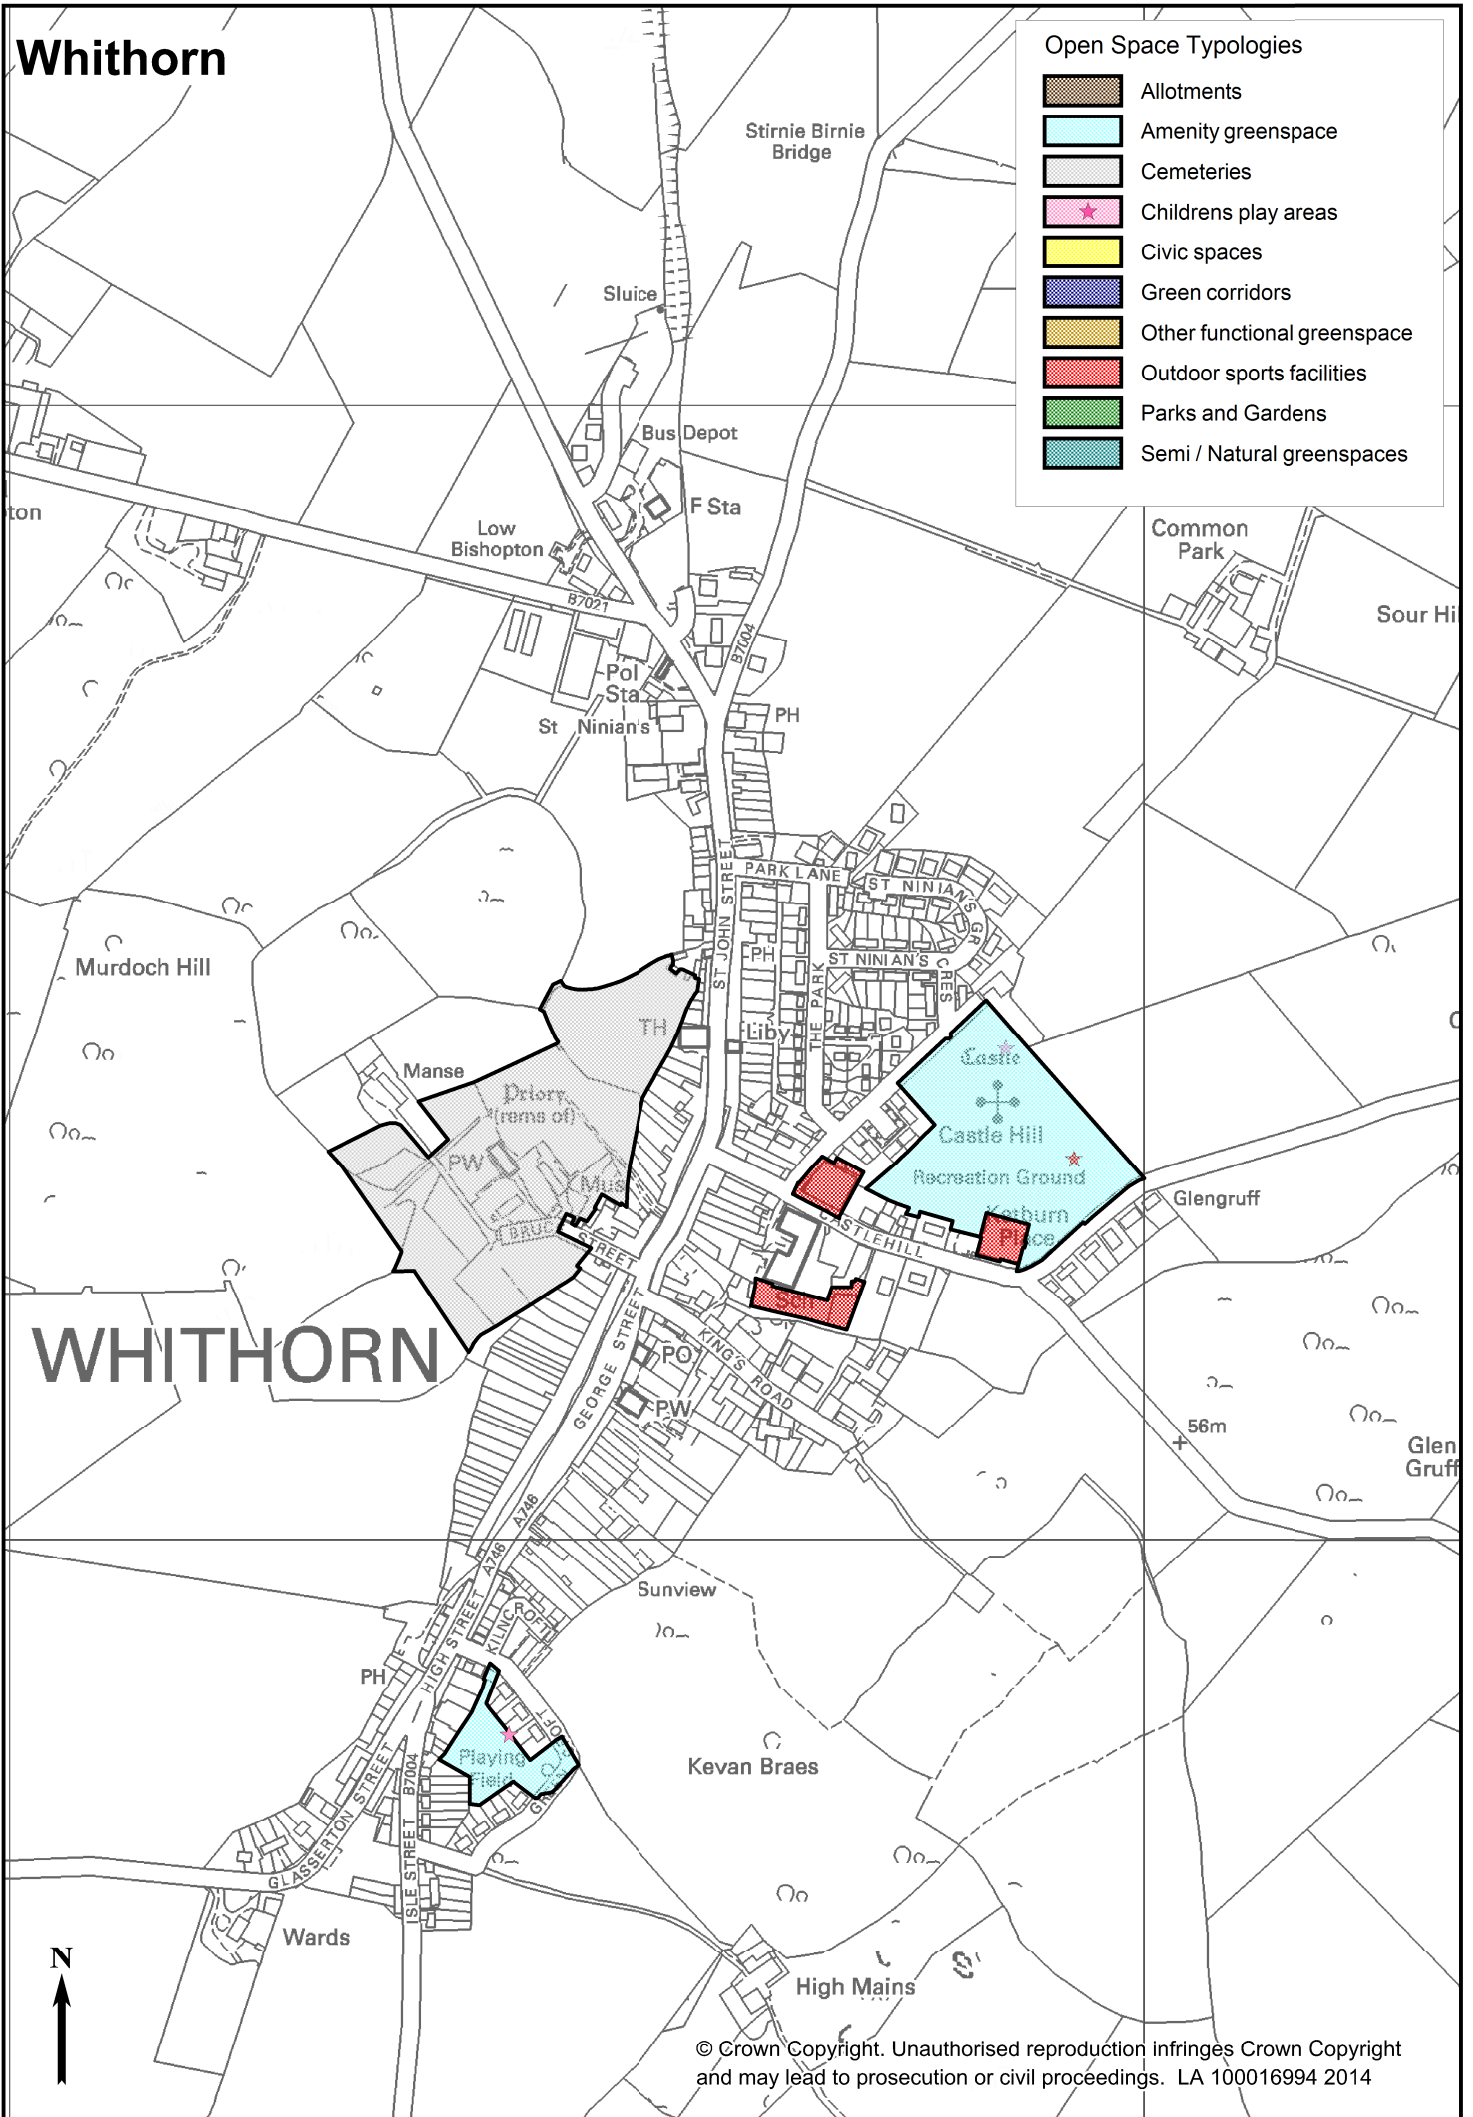 Whithorn
Open Space Typologies
Allotments
Amenity greenspace
Cemeteries
Childrens play areas
Civic spaces
Green corridors
Other functional greenspace
Outdoor sports facilities
Parks and Gardens
Semi / Natural greenspaces
Stirnie Birnie
Bridge
Sluice
Bus Depot
F Sta
ton
Low
Bishopton
Common
Park
B7021
Sour Hil
B7004
Pol
Sta
St Ninian's
PH
PARK LANE
ST NINIAN'S GR
ST JOHN STREET
PH
ST NINIAN'S
CRES
THE PARK
Murdoch Hill
TH
Liby
Castle
Manse
Priory
(rems of)
Castle Hill
PW
Mus
Recreation Ground
Glengruff
Ketburn
Place
CASTLEHILL
STREET
Sch
WHITHORN
GEORGE STREET
KING'S ROAD
PO
PW
56m
Glen
Gruff
A746
A746
Sunview
HIGH STREET
KILNCROFT
PH
Playing
Field
B7004
Kevan Braes
GLASSERTON STREET
ISLE STREET
Wards
N
High Mains
© Crown Copyright. Unauthorised reproduction infringes Crown Copyright
and may lead to prosecution or civil proceedings. LA 100016994 2014